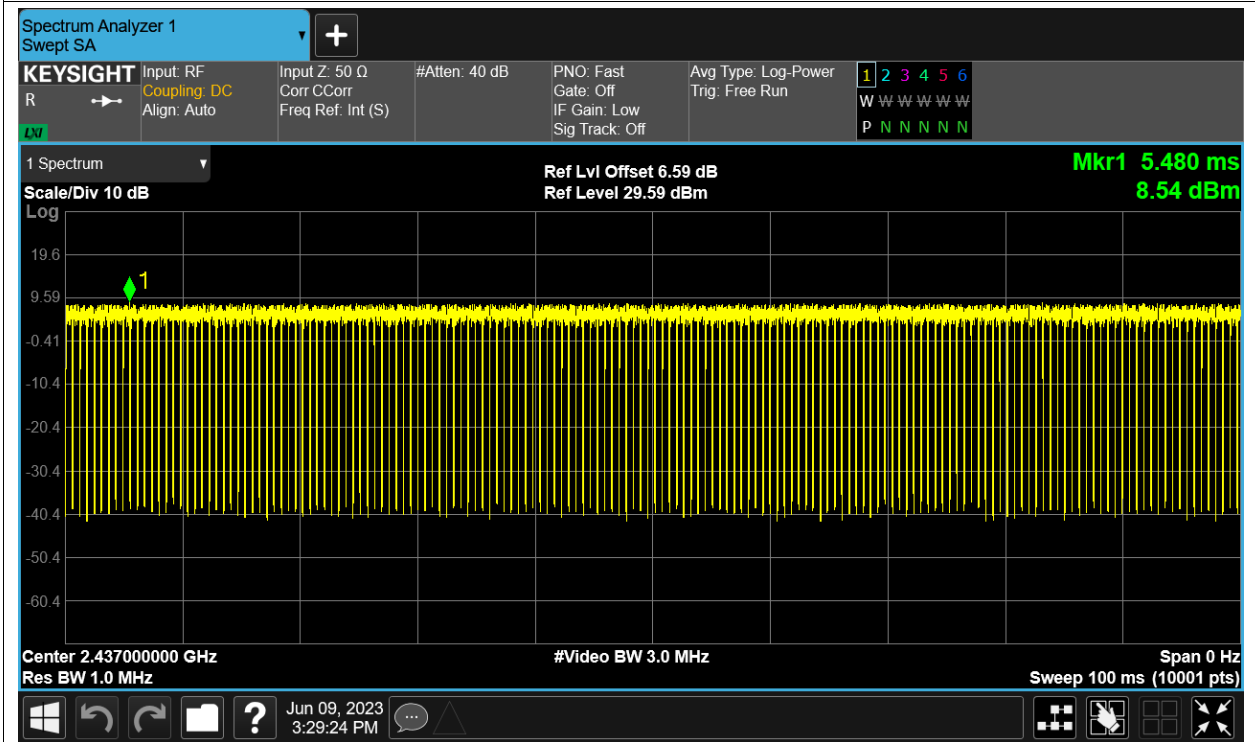 Spectrum Analyzer 1
Swept SA
+
KEYSIGHT
R
LXI
Input: RF
Coupling: DC
Align: Auto
Input Z: 50 Ω
Corr CCorr
Freq Ref: Int (S)
#Atten: 40 dB
PNO: Fast
Gate: Off
IF Gain: Low
Sig Track: Off
Avg Type: Log-Power
Trig: Free Run
1 2 3 4 5 6
W W W W W W
P N N N N N
1 Spectrum
Scale/Div 10 dB
Ref Lvl Offset 6.59 dB
Ref Level 29.59 dBm
Mkr1 5.480 ms
8.54 dBm
Log
19.6
9.59
-0.41
-10.4
-20.4
-30.4
-40.4
-50.4
-60.4
1
Center 2.437000000 GHz
Res BW 1.0 MHz
#Video BW 3.0 MHz
Span 0 Hz
Sweep 100 ms (10001 pts)
?
Jun 09, 2023
3:29:24 PM